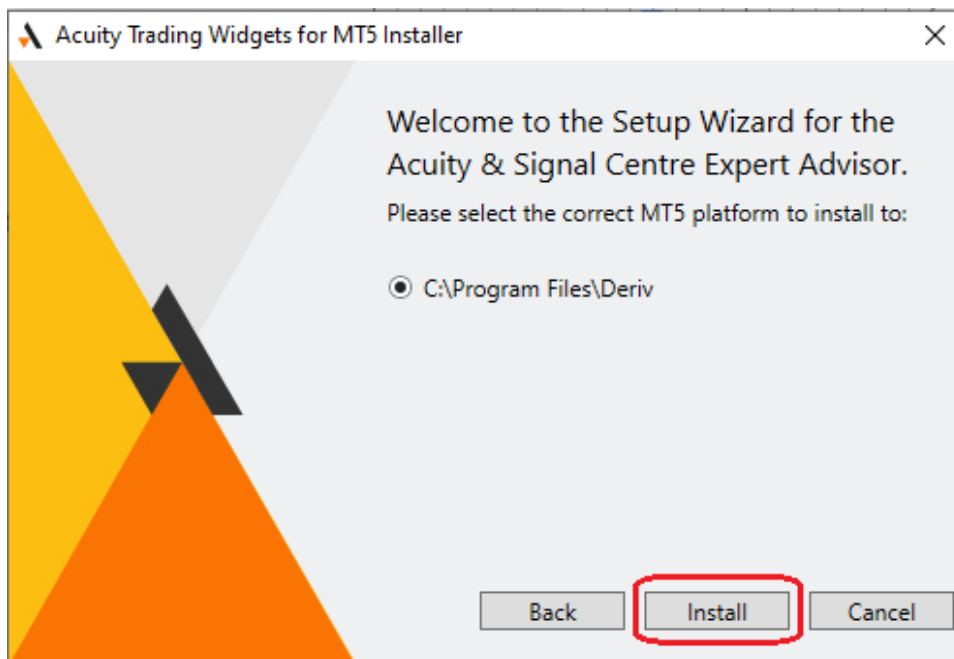 Acuity Trading Widgets for MT5 Installer
Welcome to the Setup Wizard for the
Acuity & Signal Centre Expert Advisor.
Please select the correct MT5 platform to install to:
C:\Program Files\Deriv
Back
Install
Cancel